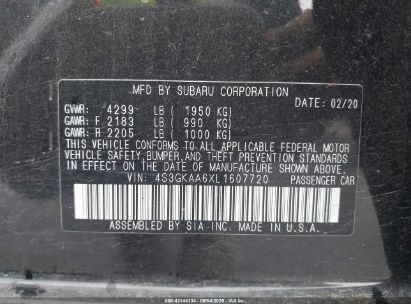 MFD BY SUBARU CORPORATION
GVWR: 4299 LB ( 1950 KG) DATE: 02/20
GAWR: F 2183 LB ( 990 KG)
GAWR: R 2205 LB ( 1000 KG)
THIS VEHICLE CONFORMS TO ALL APPLICABLE FEDERAL MOTOR
VEHICLE SAFETY, BUMPER, AND THEFT PREVENTION STANDARDS
IN EFFECT ON THE DATE OF MANUFACTURE SHOWN ABOVE.
VIN: 4S3GKAA6XL1607720 PASSENGER CAR
ASSEMBLED BY SIA INC. MADE IN U.S.A.